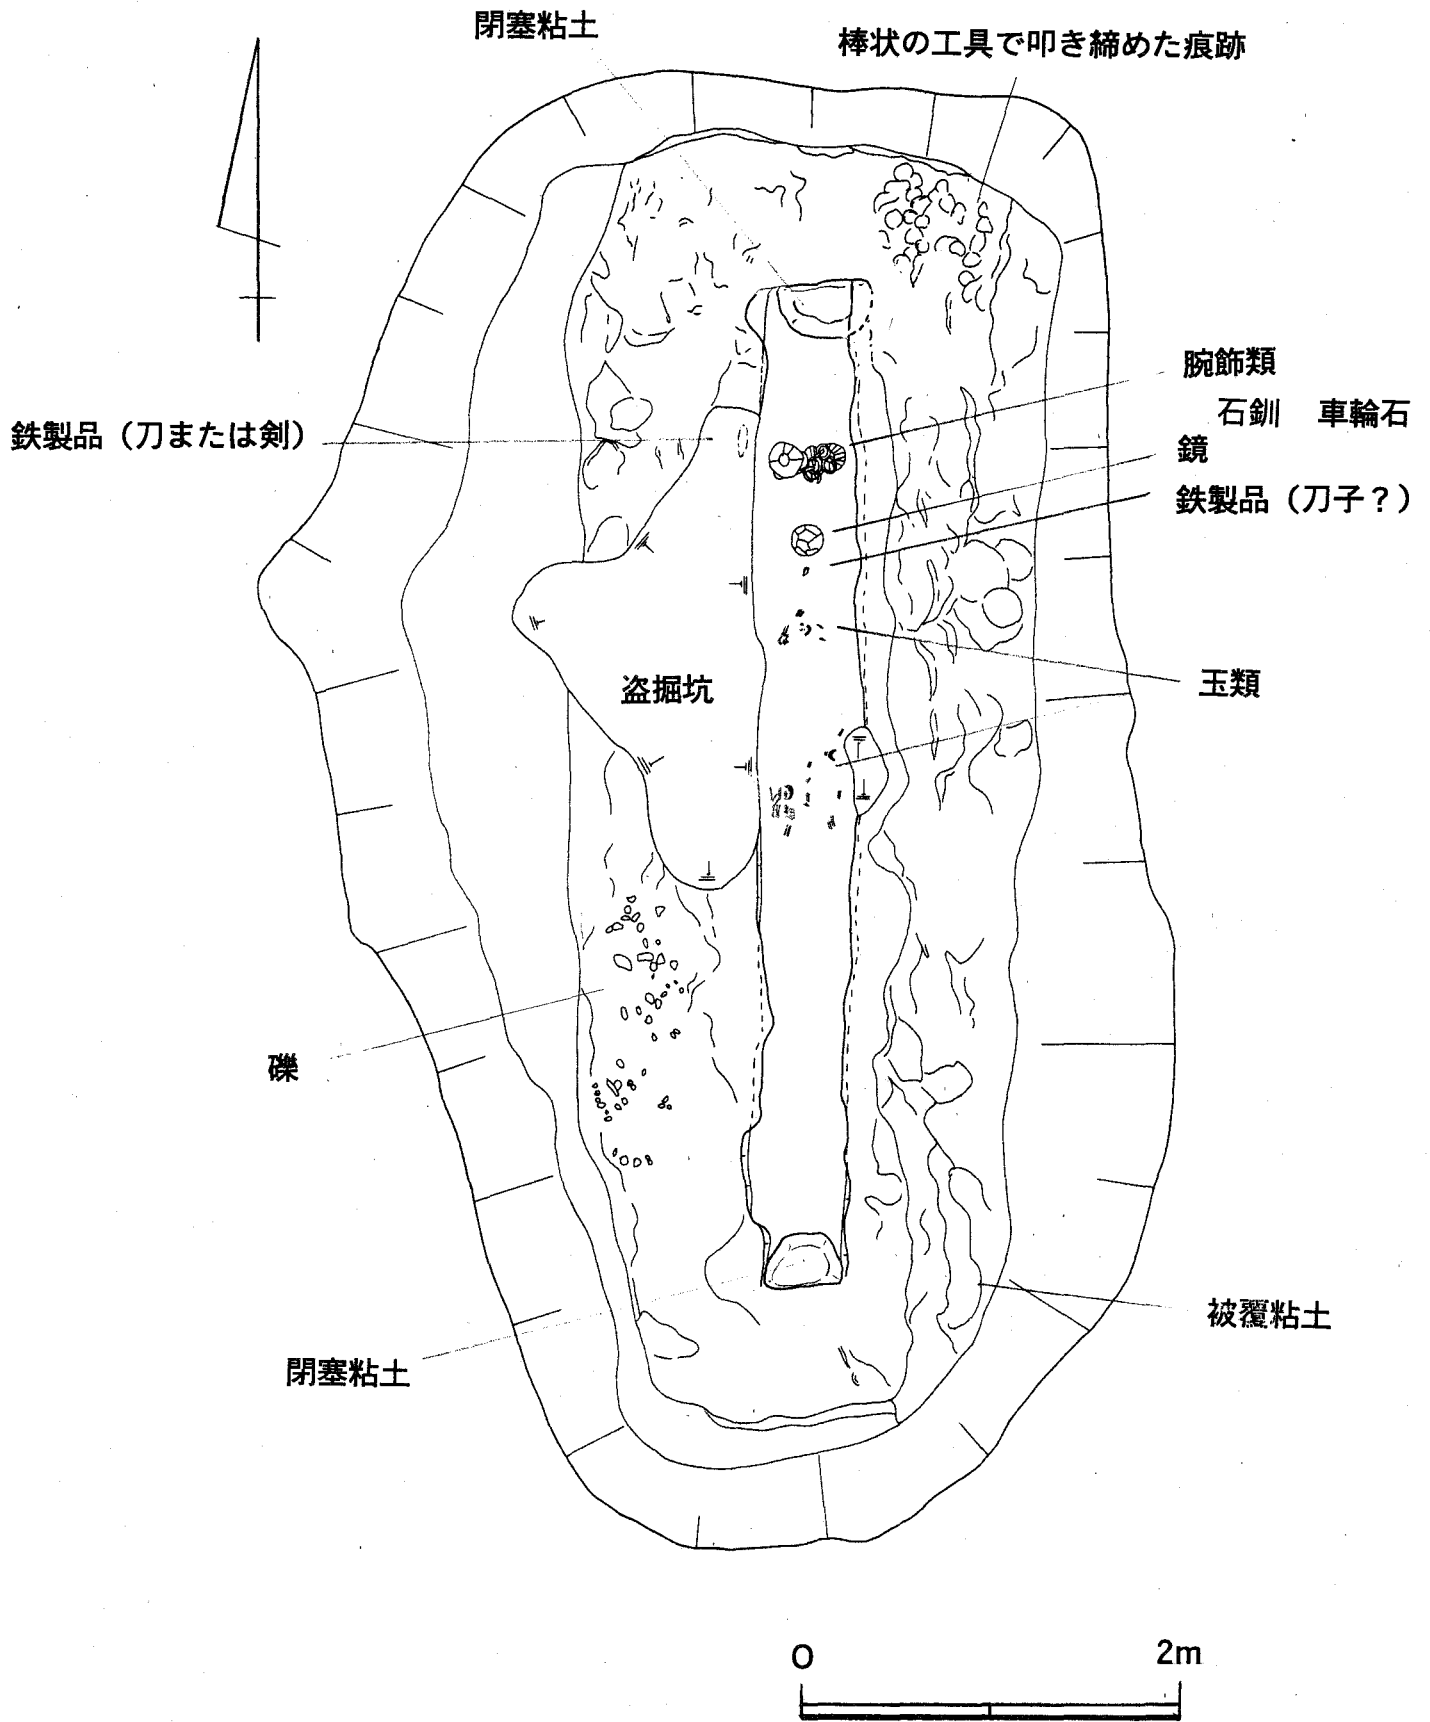 閉塞粘土
棒状の工具で叩き締めた痕跡
腕飾類
石釧　車輪石
鉄製品（刀または剣）
鏡
鉄製品（刀子？）
盗掘坑
玉類
礫
被覆粘土
閉塞粘土
0 2m